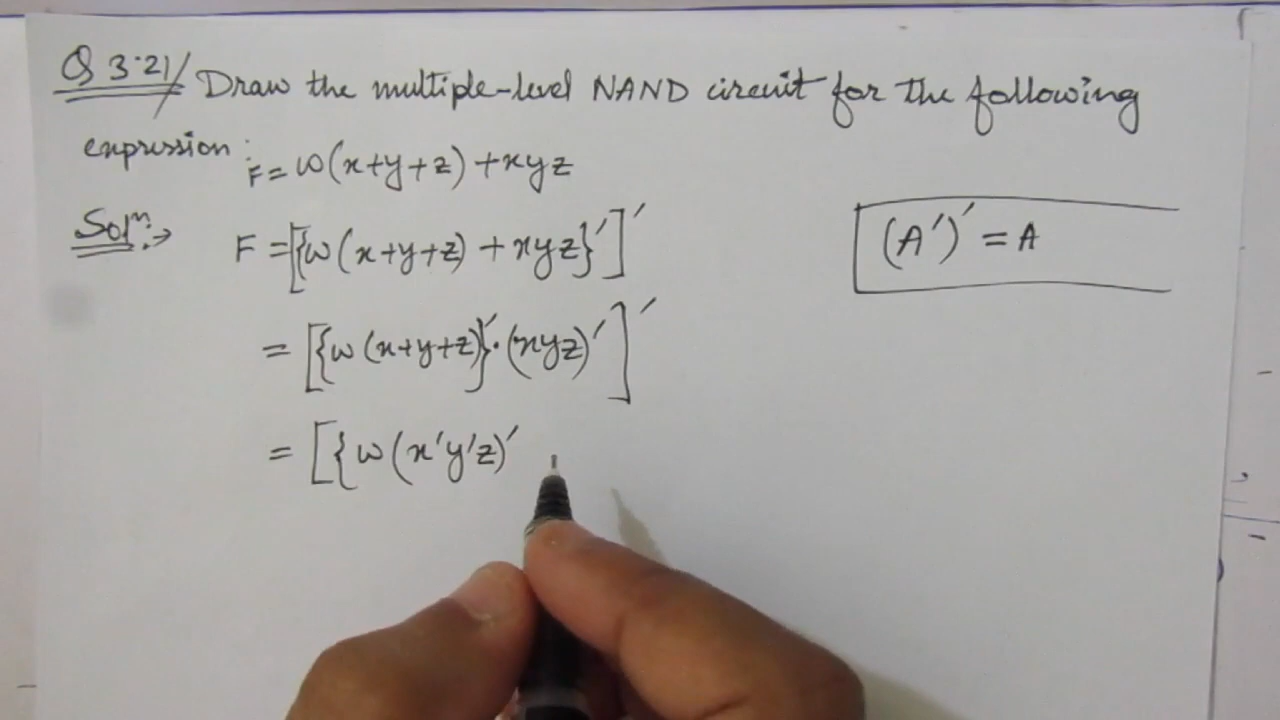 Q 3.21/ Draw the multiple-level NAND circuit for the following
expression: F = w(x+y+z) + xyz
Solⁿ:→ F = [{w(x+y+z) + xyz}′]′
(A′)′ = A
= [{w(x+y+z)}′·(xyz)′]′
= [{w(x′y′z)′